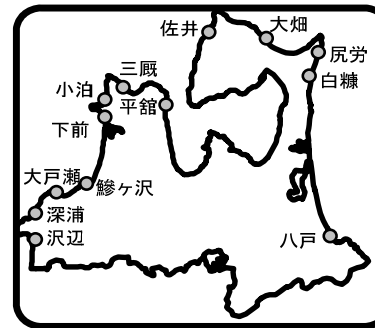 佐井
大畑
尻労
白糠
三厩
小泊
平舘
下前
大戸瀬
鰺ヶ沢
深浦
沢辺
八戸